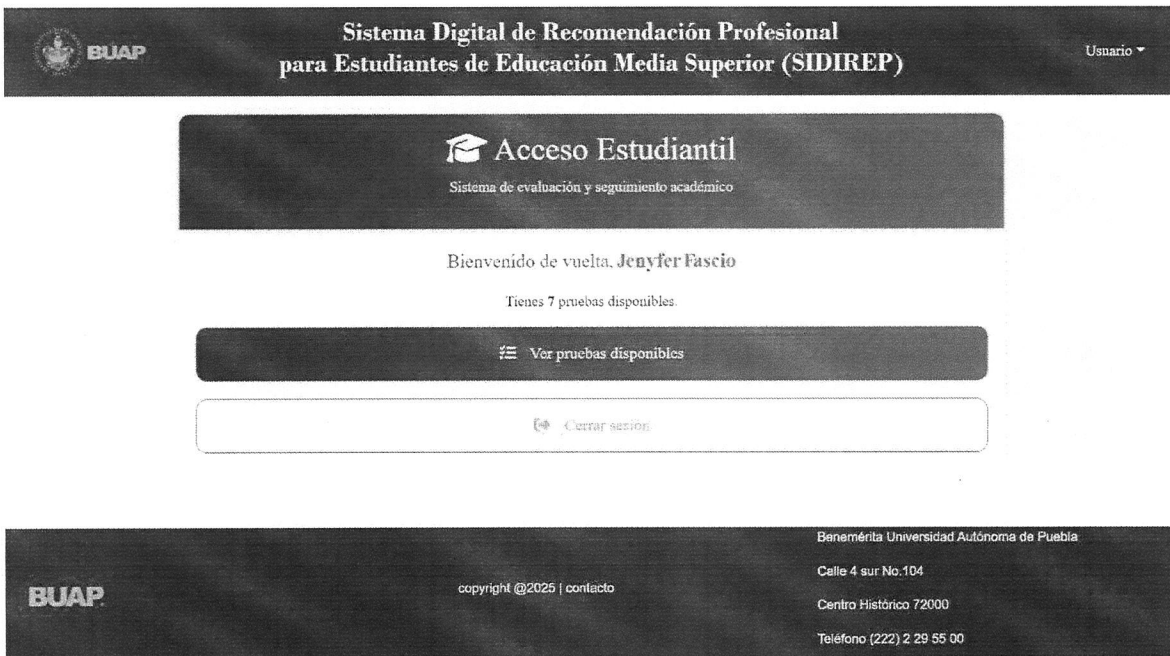 BUAP
Sistema Digital de Recomendación Profesional
para Estudiantes de Educación Media Superior (SIDIREP)
Usuario
Acceso Estudiantil
Sistema de evaluación y seguimiento académico
Bienvenido de vuelta, Jenyfer Fascio
Tienes 7 pruebas disponibles.
Ver pruebas disponibles
Cerrar sesión
BUAP
copyright @2025 | contacto
Benemérita Universidad Autónoma de Puebla
Calle 4 sur No.104
Centro Histórico 72000
Teléfono (222) 2 29 55 00